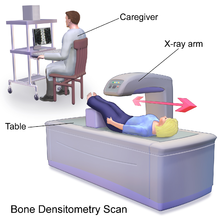 Caregiver
X-ray arm
Table
Bone Densitometry Scan